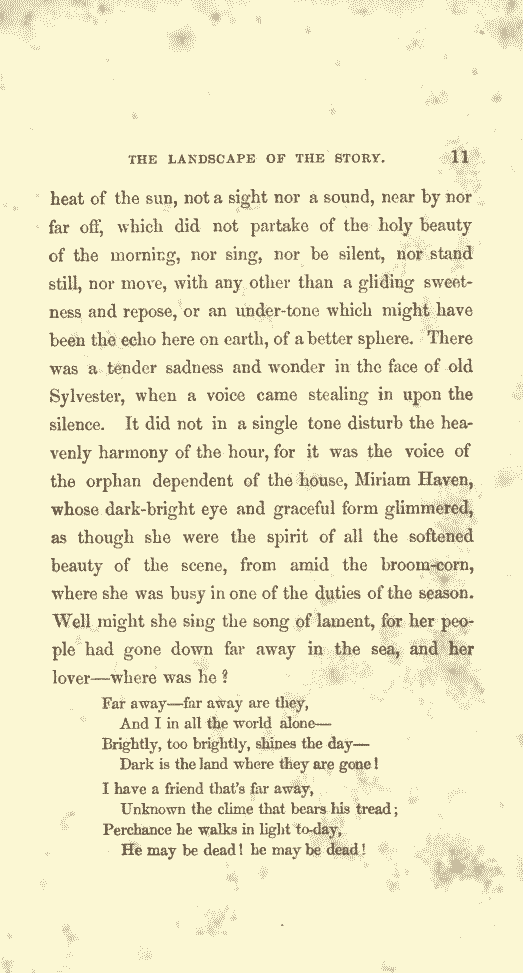 THE LANDSCAPE OF THE STORY. 11
heat of the sun, not a sight nor a sound, near by nor
far off, which did not partake of the holy beauty
of the morning, nor sing, nor be silent, nor stand
still, nor move, with any other than a gliding sweet-
ness and repose, or an under-tone which might have
been the echo here on earth, of a better sphere. There
was a tender sadness and wonder in the face of old
Sylvester, when a voice came stealing in upon the
silence. It did not in a single tone disturb the hea-
venly harmony of the hour, for it was the voice of
the orphan dependent of the house, Miriam Haven,
whose dark-bright eye and graceful form glimmered,
as though she were the spirit of all the softened
beauty of the scene, from amid the broom-corn,
where she was busy in one of the duties of the season.
Well might she sing the song of lament, for her peo-
ple had gone down far away in the sea, and her
lover—where was he?
Far away—far away are they,
And I in all the world alone—
Brightly, too brightly, shines the day—
Dark is the land where they are gone!
I have a friend that's far away,
Unknown the clime that bears his tread;
Perchance he walks in light to-day,
He may be dead! he may be dead!